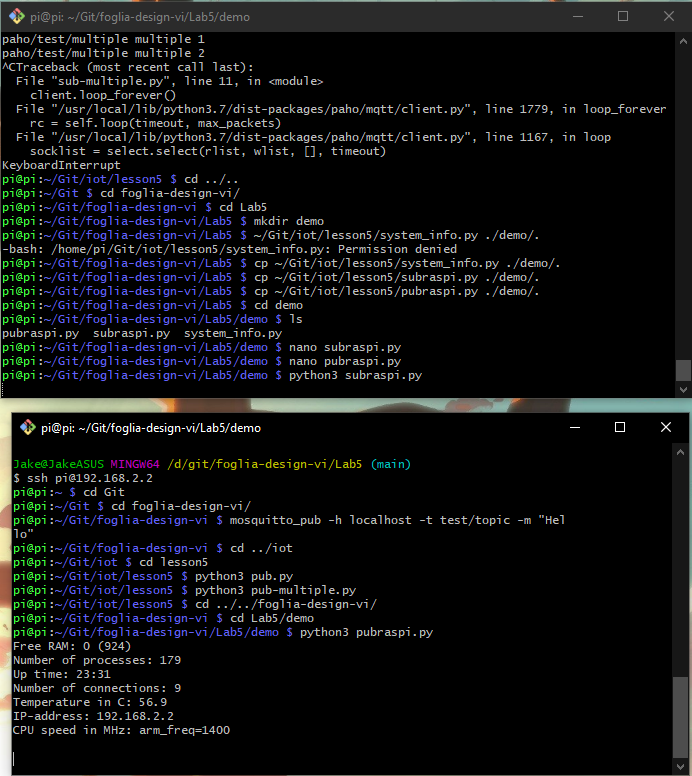 pi@pi: ~/Git/foglia-design-vi/Lab5/demo
paho/test/multiple multiple 1
paho/test/multiple multiple 2
^CTraceback (most recent call last):
  File "sub-multiple.py", line 11, in <module>
    client.loop_forever()
  File "/usr/local/lib/python3.7/dist-packages/paho/mqtt/client.py", line 1779, in loop_forever
    rc = self.loop(timeout, max_packets)
  File "/usr/local/lib/python3.7/dist-packages/paho/mqtt/client.py", line 1167, in loop
    socklist = select.select(rlist, wlist, [], timeout)
KeyboardInterrupt
pi@pi:~/Git/iot/lesson5 $ cd ../..
pi@pi:~/Git $ cd foglia-design-vi/
pi@pi:~/Git/foglia-design-vi $ cd Lab5
pi@pi:~/Git/foglia-design-vi/Lab5 $ mkdir demo
pi@pi:~/Git/foglia-design-vi/Lab5 $ ~/Git/iot/lesson5/system_info.py ./demo/.
-bash: /home/pi/Git/iot/lesson5/system_info.py: Permission denied
pi@pi:~/Git/foglia-design-vi/Lab5 $ cp ~/Git/iot/lesson5/system_info.py ./demo/.
pi@pi:~/Git/foglia-design-vi/Lab5 $ cp ~/Git/iot/lesson5/subraspi.py ./demo/.
pi@pi:~/Git/foglia-design-vi/Lab5 $ cp ~/Git/iot/lesson5/pubraspi.py ./demo/.
pi@pi:~/Git/foglia-design-vi/Lab5 $ cd demo
pi@pi:~/Git/foglia-design-vi/Lab5/demo $ ls
pubraspi.py  subraspi.py  system_info.py
pi@pi:~/Git/foglia-design-vi/Lab5/demo $ nano subraspi.py
pi@pi:~/Git/foglia-design-vi/Lab5/demo $ nano pubraspi.py
pi@pi:~/Git/foglia-design-vi/Lab5/demo $ python3 subraspi.py
pi@pi: ~/Git/foglia-design-vi/Lab5/demo
Jake@JakeASUS MINGW64 /d/git/foglia-design-vi/Lab5 (main)
$ ssh pi@192.168.2.2
pi@pi:~ $ cd Git
pi@pi:~/Git $ cd foglia-design-vi/
pi@pi:~/Git/foglia-design-vi $ mosquitto_pub -h localhost -t test/topic -m "Hel
lo"
pi@pi:~/Git/foglia-design-vi $ cd ../iot
pi@pi:~/Git/iot $ cd lesson5
pi@pi:~/Git/iot/lesson5 $ python3 pub.py
pi@pi:~/Git/iot/lesson5 $ python3 pub-multiple.py
pi@pi:~/Git/iot/lesson5 $ cd ../../foglia-design-vi/
pi@pi:~/Git/foglia-design-vi $ cd Lab5/demo
pi@pi:~/Git/foglia-design-vi/Lab5/demo $ python3 pubraspi.py
Free RAM: 0 (924)
Number of processes: 179
Up time: 23:31
Number of connections: 9
Temperature in C: 56.9
IP-address: 192.168.2.2
CPU speed in MHz: arm_freq=1400